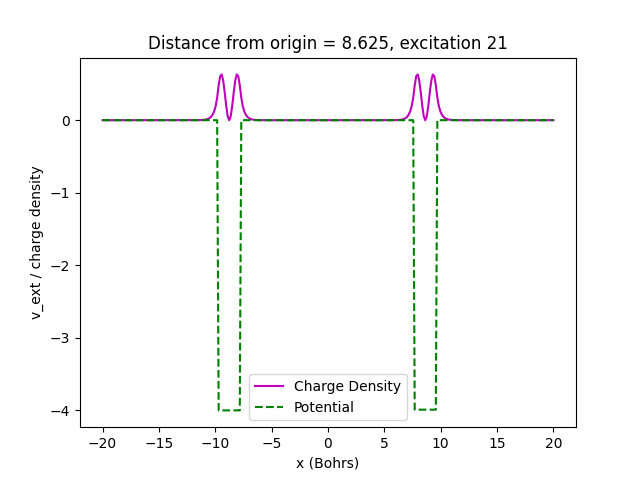 Distance from origin = 8.625, excitation 21
v_ext / charge density
0
−1
−2
−3
−4
Charge Density
Potential
−20 −15 −10 −5 0 5 10 15 20
x (Bohrs)